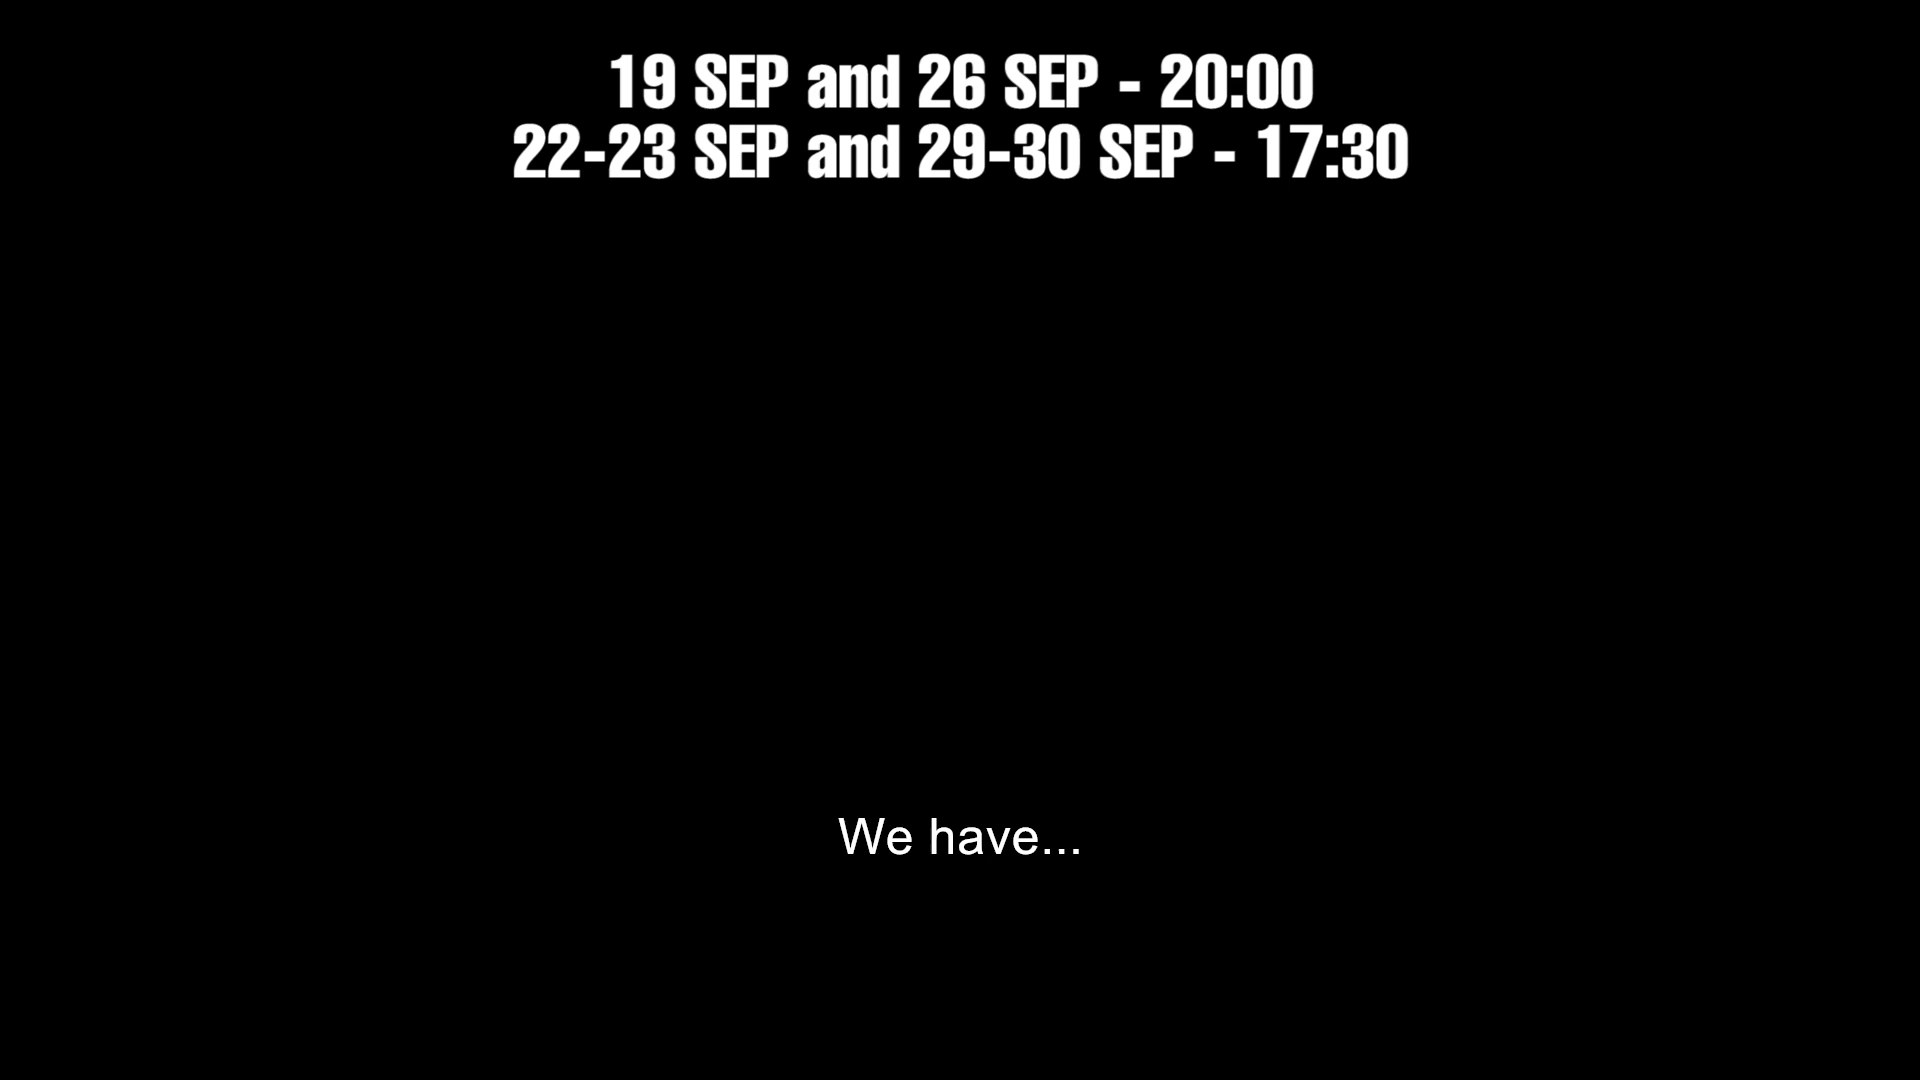 19 SEP and 26 SEP - 20:00
22-23 SEP and 29-30 SEP - 17:30
We have...